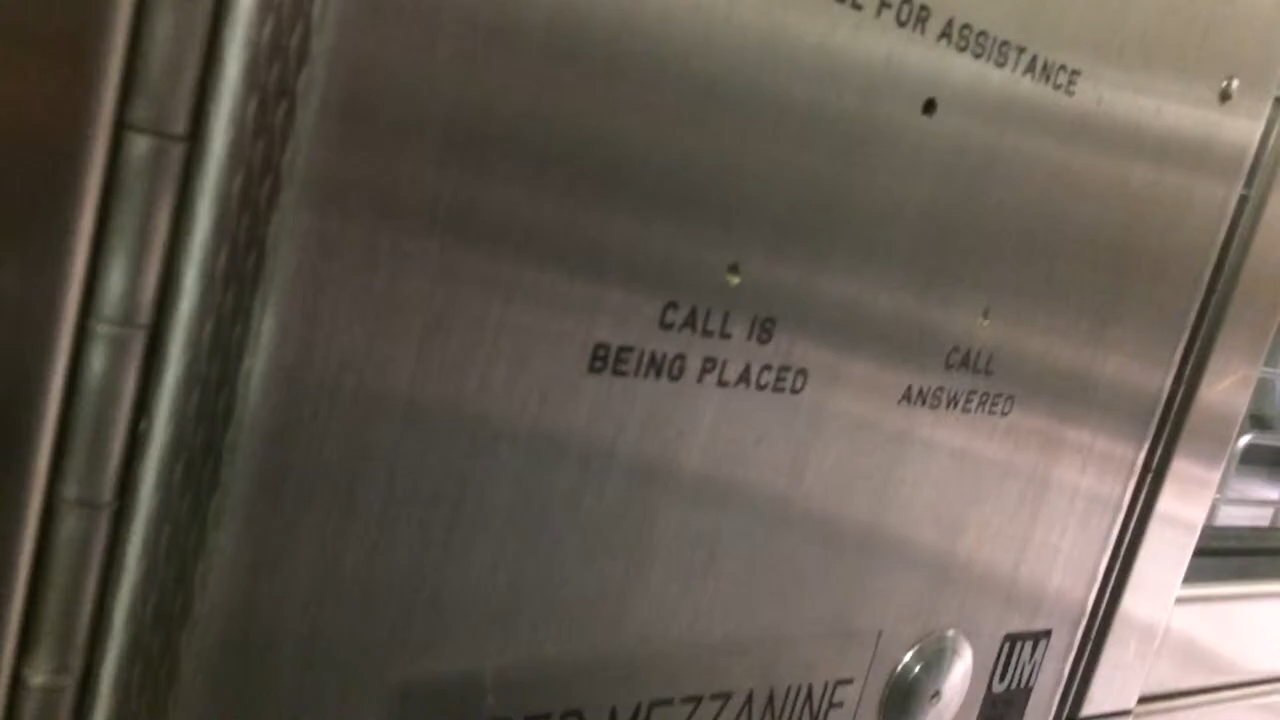 FOR ASSISTANCE
CALL IS
BEING PLACED
CALL
ANSWERED
MEZZANINE
UM